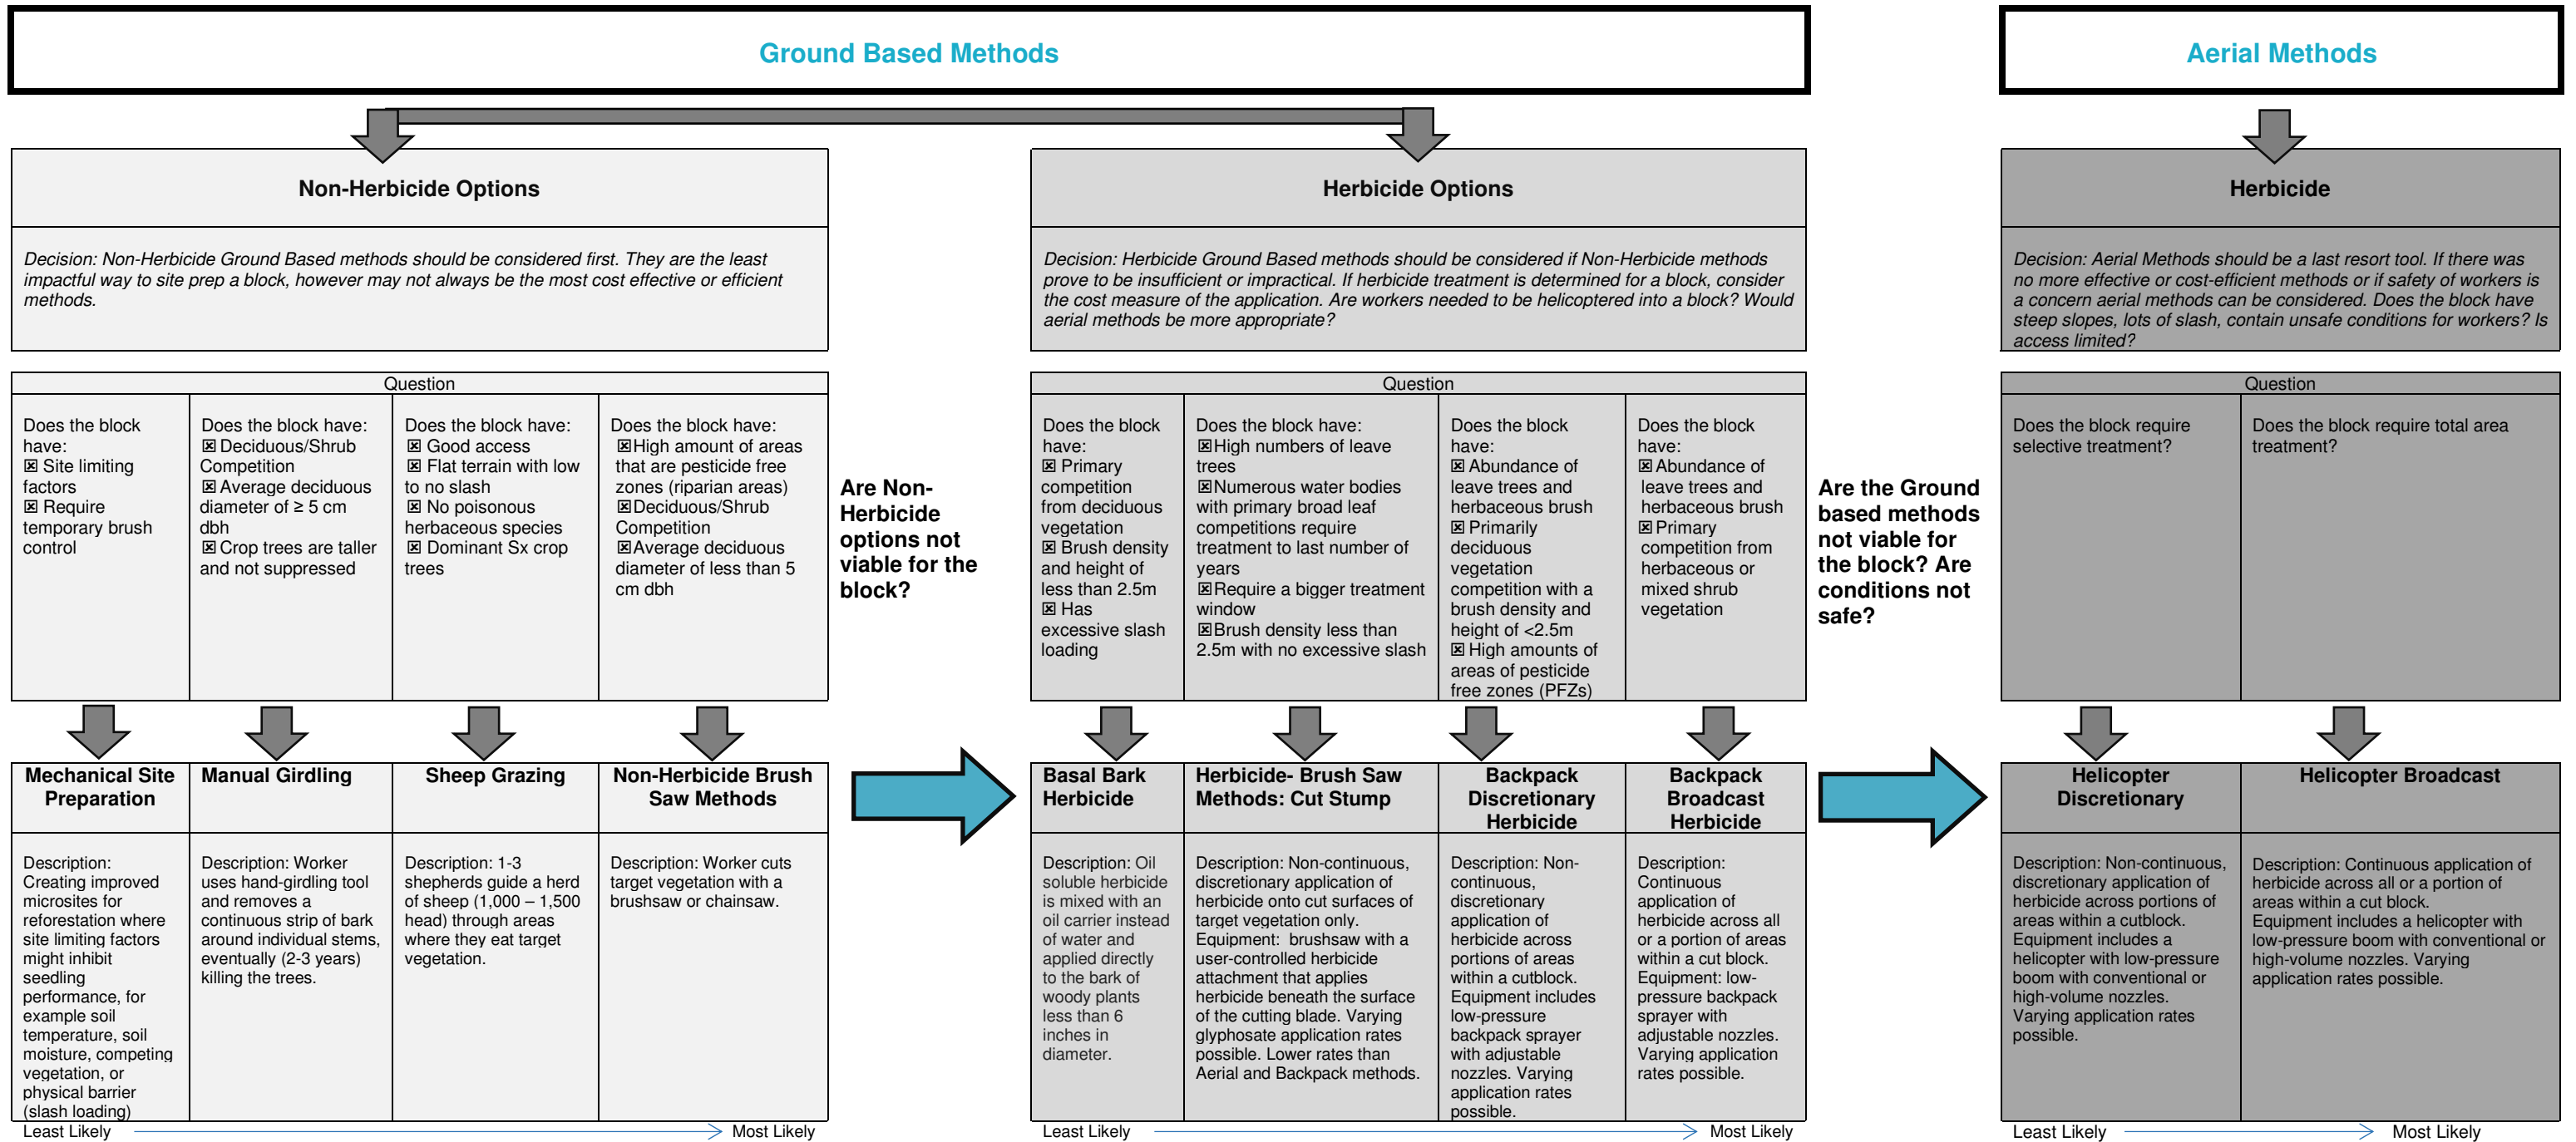 Ground Based Methods
Aerial Methods
Non-Herbicide Options
Decision: Non-Herbicide Ground Based methods should be considered first. They are the least
impactful way to site prep a block, however may not always be the most cost effective or efficient
methods.
Herbicide Options
Decision: Herbicide Ground Based methods should be considered if Non-Herbicide methods
prove to be insufficient or impractical. If herbicide treatment is determined for a block, consider
the cost measure of the application. Are workers needed to be helicoptered into a block? Would
aerial methods be more appropriate?
Herbicide
Decision: Aerial Methods should be a last resort tool. If there was
no more effective or cost-efficient methods or if safety of workers is
a concern aerial methods can be considered. Does the block have
steep slopes, lots of slash, contain unsafe conditions for workers? Is
access limited?
Question
Does the block
have:
☒ Site limiting
factors
☒ Require
temporary brush
control
Does the block have:
☒ Deciduous/Shrub
Competition
☒ Average deciduous
diameter of ≥ 5 cm
dbh
☒ Crop trees are taller
and not suppressed
Does the block have:
☒ Good access
☒ Flat terrain with low
to no slash
☒ No poisonous
herbaceous species
☒ Dominant Sx crop
trees
Does the block have:
☒High amount of areas
that are pesticide free
zones (riparian areas)
☒Deciduous/Shrub
Competition
☒Average deciduous
diameter of less than 5
cm dbh
Are Non-
Herbicide
options not
viable for the
block?
Question
Does the block
have:
☒ Primary
competition
from deciduous
vegetation
☒ Brush density
and height of
less than 2.5m
☒ Has
excessive slash
loading
Does the block have:
☒High numbers of leave
trees
☒Numerous water bodies
with primary broad leaf
competitions require
treatment to last number of
years
☒Require a bigger treatment
window
☒Brush density less than
2.5m with no excessive slash
Does the block
have:
☒ Abundance of
leave trees and
herbaceous brush
☒ Primarily
deciduous
vegetation
competition with a
brush density and
height of <2.5m
☒ High amounts of
areas of pesticide
free zones (PFZs)
Does the block
have:
☒ Abundance of
leave trees and
herbaceous brush
☒ Primary
competition from
herbaceous or
mixed shrub
vegetation
Are the Ground
based methods
not viable for
the block? Are
conditions not
safe?
Question
Does the block require
selective treatment?
Does the block require total area
treatment?
Mechanical Site
Preparation
Manual Girdling
Sheep Grazing
Non-Herbicide Brush
Saw Methods
Description:
Creating improved
microsites for
reforestation where
site limiting factors
might inhibit
seedling
performance, for
example soil
temperature, soil
moisture, competing
vegetation, or
physical barrier
(slash loading)
Description: Worker
uses hand-girdling tool
and removes a
continuous strip of bark
around individual stems,
eventually (2-3 years)
killing the trees.
Description: 1-3
shepherds guide a herd
of sheep (1,000 – 1,500
head) through areas
where they eat target
vegetation.
Description: Worker cuts
target vegetation with a
brushsaw or chainsaw.
Least Likely
Most Likely
Basal Bark
Herbicide
Herbicide- Brush Saw
Methods: Cut Stump
Backpack
Discretionary
Herbicide
Backpack
Broadcast
Herbicide
Description: Oil
soluble herbicide
is mixed with an
oil carrier instead
of water and
applied directly
to the bark of
woody plants
less than 6
inches in
diameter.
Description: Non-continuous,
discretionary application of
herbicide onto cut surfaces of
target vegetation only.
Equipment: brushsaw with a
user-controlled herbicide
attachment that applies
herbicide beneath the surface
of the cutting blade. Varying
glyphosate application rates
possible. Lower rates than
Aerial and Backpack methods.
Description: Non-
continuous,
discretionary
application of
herbicide across
portions of areas
within a cutblock.
Equipment includes
low-pressure
backpack sprayer
with adjustable
nozzles. Varying
application rates
possible.
Description:
Continuous
application of
herbicide across all
or a portion of areas
within a cut block.
Equipment: low-
pressure backpack
sprayer with
adjustable nozzles.
Varying application
rates possible.
Least Likely
Most Likely
Helicopter
Discretionary
Helicopter Broadcast
Description: Non-continuous,
discretionary application of
herbicide across portions of
areas within a cutblock.
Equipment includes a
helicopter with low-pressure
boom with conventional or
high-volume nozzles.
Varying application rates
possible.
Description: Continuous application of
herbicide across all or a portion of
areas within a cut block.
Equipment includes a helicopter with
low-pressure boom with conventional or
high-volume nozzles. Varying
application rates possible.
Least Likely
Most Likely